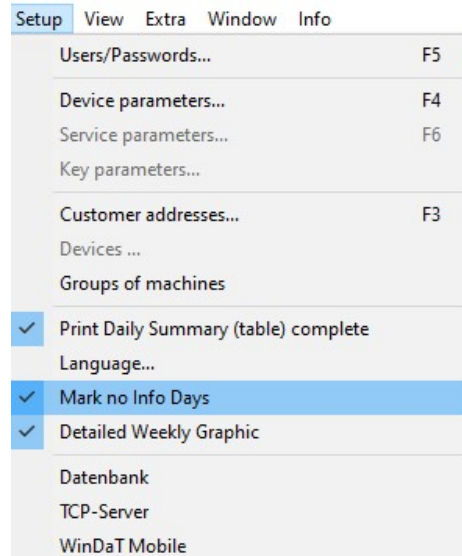 Setup View Extra Window Info
Users/Passwords... F5
Device parameters... F4
Service parameters... F6
Key parameters...
Customer addresses... F3
Devices ...
Groups of machines
Print Daily Summary (table) complete
Language...
Mark no Info Days
Detailed Weekly Graphic
Datenbank
TCP-Server
WinDaT Mobile